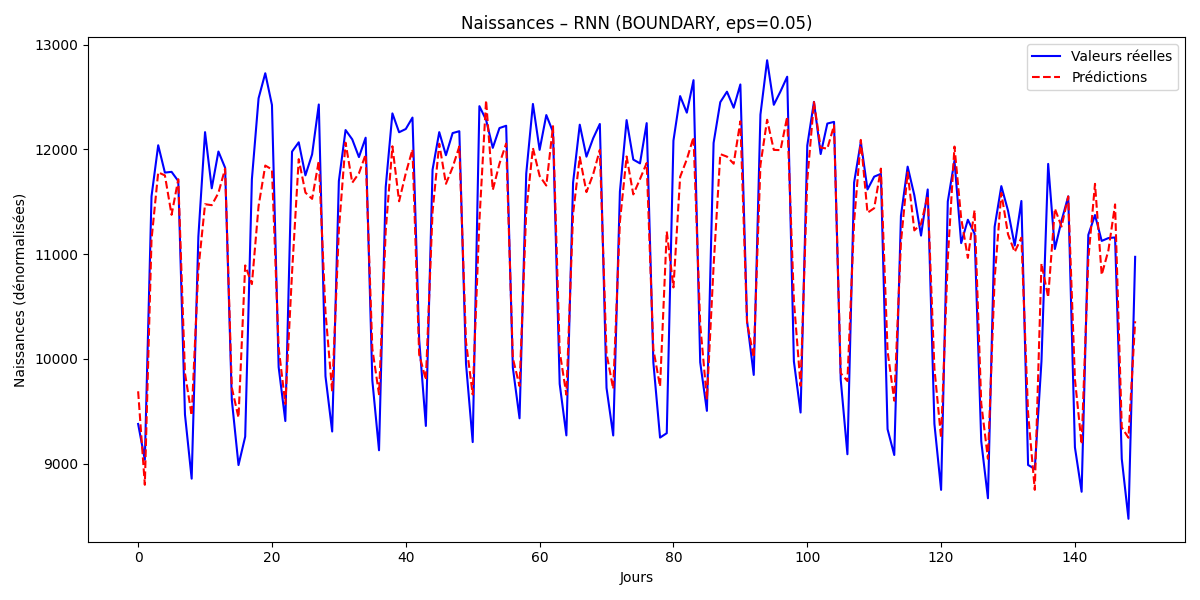 Naissances – RNN (BOUNDARY, eps=0.05)
Valeurs réelles
Prédictions
Naissances (dénormalisées)
13000
12000
11000
10000
9000
0
20
40
60
80
100
120
140
Jours